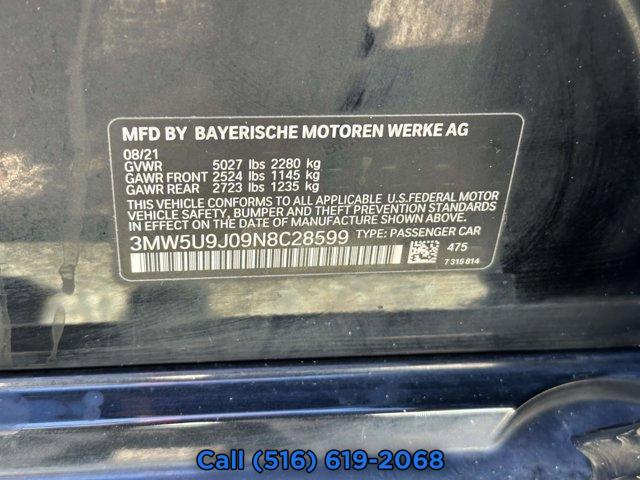 MFD BY BAYERISCHE MOTOREN WERKE AG
08/21
GVWR 5027 lbs 2280 kg
GAWR FRONT 2524 lbs 1145 kg
GAWR REAR 2723 lbs 1235 kg
THIS VEHICLE CONFORMS TO ALL APPLICABLE U.S.FEDERAL MOTOR
VEHICLE SAFETY, BUMPER AND THEFT PREVENTION STANDARDS
IN EFFECT ON THE DATE OF MANUFACTURE SHOWN ABOVE.
3MW5U9J09N8C28599 TYPE: PASSENGER CAR
475
7 315 814
Call (516) 619-2068